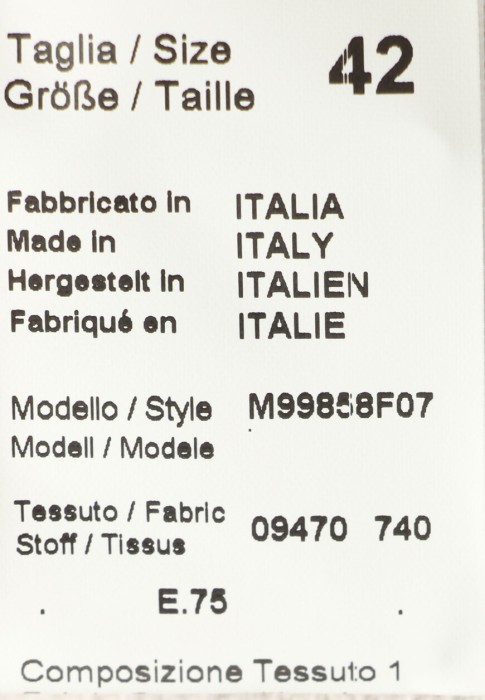 Taglia / Size 42
Größe / Taille
Fabbricato in ITALIA
Made in ITALY
Hergestelt in ITALIEN
Fabriqué en ITALIE
Modello / Style M99858F07
Modell / Modele
Tessuto / Fabric
Stoff / Tissus 09470 740
. E.75 .
Composizione Tessuto 1